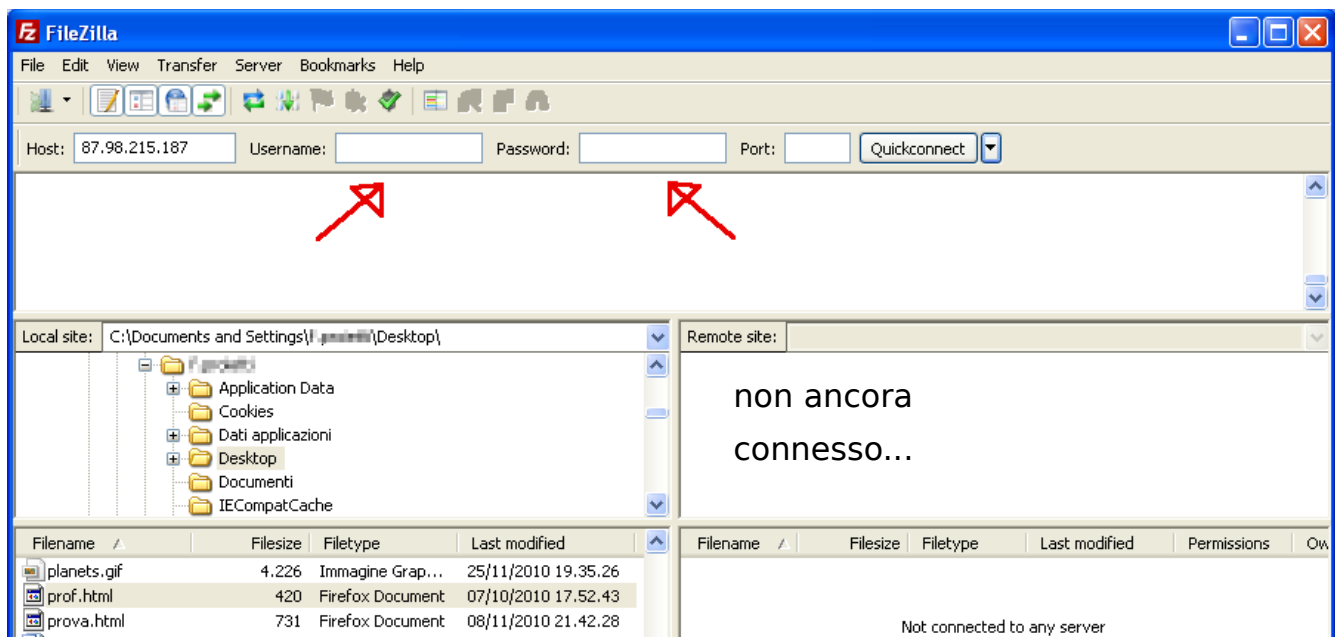 FileZilla
File Edit View Transfer Server Bookmarks Help
Host: 87.98.215.187 Username: Password: Port: Quickconnect
Local site: C:\Documents and Settings\ \Desktop\
Remote site:
Application Data
Cookies
Dati applicazioni
Desktop
Documenti
IECompatCache
non ancora
connesso...
Filename Filesize Filetype Last modified
planets.gif 4.226 Immagine Grap... 25/11/2010 19.35.26
prof.html 420 Firefox Document 07/10/2010 17.52.43
prova.html 731 Firefox Document 08/11/2010 21.42.28
Filename Filesize Filetype Last modified Permissions Ow
Not connected to any server